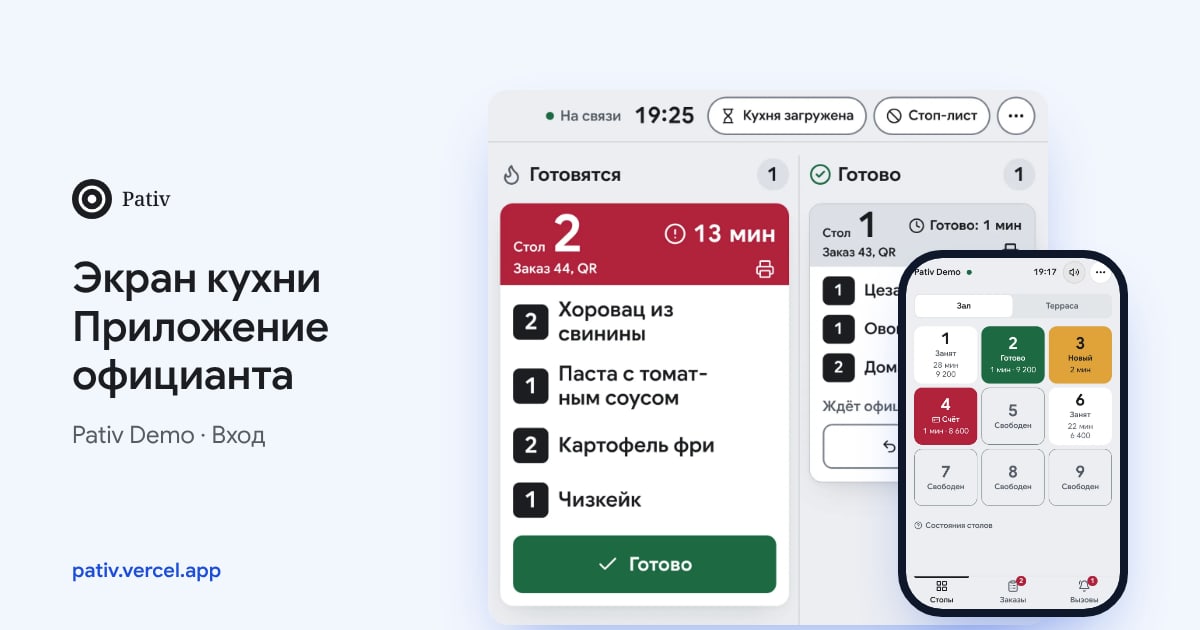 Pativ
Экран кухни
Приложение
официанта
Pativ Demo · Вход
pativ.vercel.app
На связи
19:25
Кухня загружена
Стоп-лист
Готовятся
1
Стол 2
13 мин
Заказ 44, QR
2 Хоровац из
свинины
1 Паста с томат-
ным соусом
2 Картофель фри
1 Чизкейк
Готово
Готово
1
Стол 1
Готово: 1 мин
Заказ 43, QR
1
1
2
Ждёт
Pativ Demo
19:17
Зал
Терраса
1
Занят
28 мин
9 200
2
Готово
1 мин · 9 200
3
Новый
2 мин
4
Счёт
1 мин · 8 600
5
Свободен
6
Занят
22 мин
6 400
7
Свободен
8
Свободен
9
Свободен
Состояния столов
Столы
2
Заказы
1
Вызовы